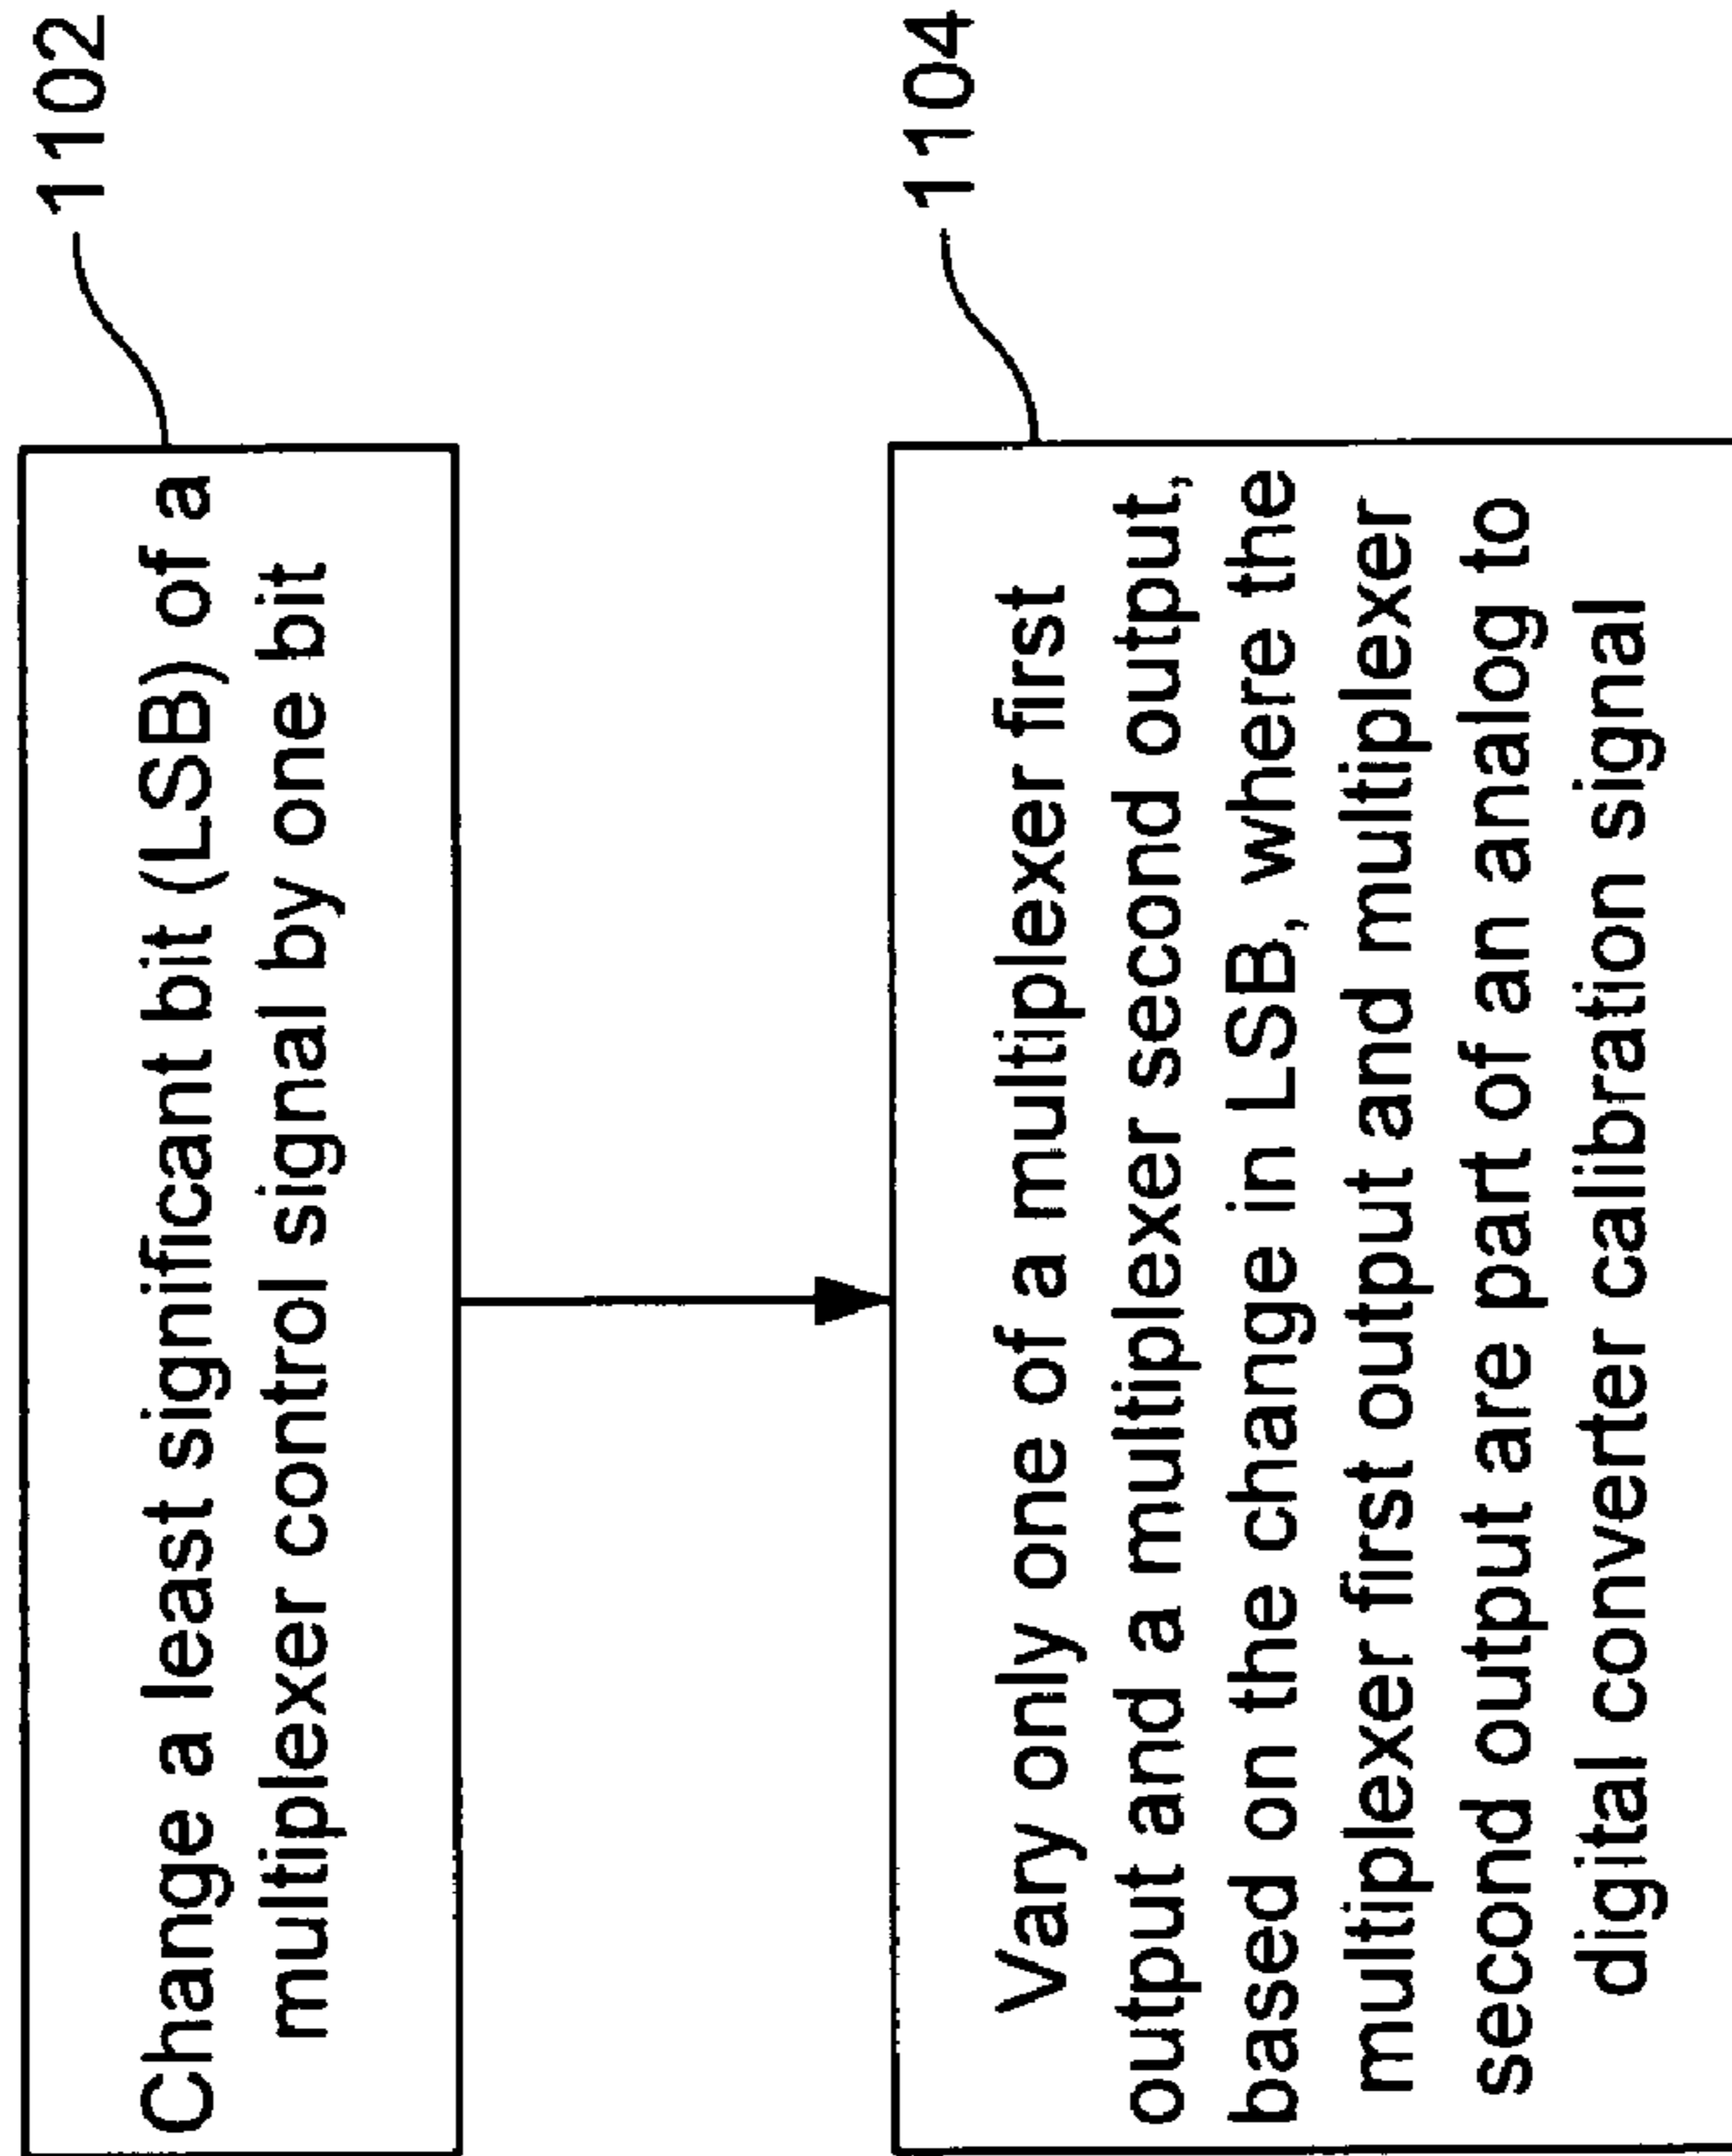 Change a least significant bit (LSB) of a
multiplexer control signal by one bit
1102
Vary only one of a multiplexer first
output and a multiplexer second output,
based on the change in LSB, where the
multiplexer first output and multiplexer
second output are part of an analog to
digital converter calibration signal
1104